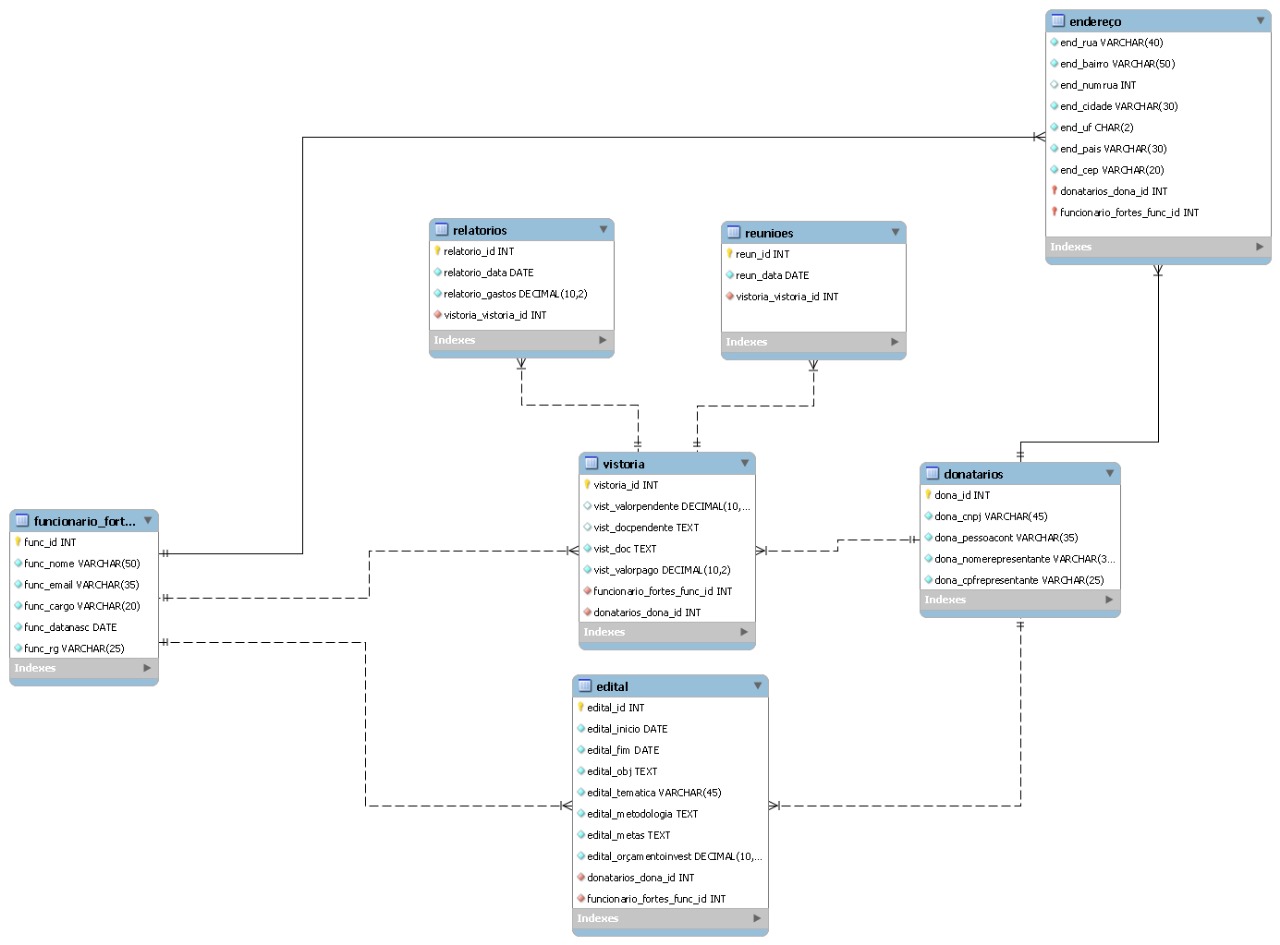 endereço
end_rua VARCHAR(40)
end_bairro VARCHAR(50)
end_numrua INT
end_cidade VARCHAR(30)
end_uf CHAR(2)
end_pais VARCHAR(30)
end_cep VARCHAR(20)
donatarios_dona_id INT
funcionario_fortes_func_id INT
Indexes
relatorios
relatorio_id INT
relatorio_data DATE
relatorio_gastos DECIMAL(10,2)
vistoria_vistoria_id INT
Indexes
reunioes
reun_id INT
reun_data DATE
vistoria_vistoria_id INT
Indexes
vistoria
vistoria_id INT
vist_valorpendente DECIMAL(10,...
vist_docpendente TEXT
vist_doc TEXT
vist_valorpago DECIMAL(10,2)
funcionario_fortes_func_id INT
donatarios_dona_id INT
Indexes
donatarios
dona_id INT
dona_cnpj VARCHAR(45)
dona_pessoacont VARCHAR(35)
dona_nomerepresentante VARCHAR(3...
dona_cpfrepresentante VARCHAR(25)
Indexes
funcionario_fort...
func_id INT
func_nome VARCHAR(50)
func_email VARCHAR(35)
func_cargo VARCHAR(20)
func_datanasc DATE
func_rg VARCHAR(25)
Indexes
edital
edital_id INT
edital_inicio DATE
edital_fim DATE
edital_obj TEXT
edital_tematica VARCHAR(45)
edital_metodologia TEXT
edital_metas TEXT
edital_orçamentoinvest DECIMAL(10,...
donatarios_dona_id INT
funcionario_fortes_func_id INT
Indexes